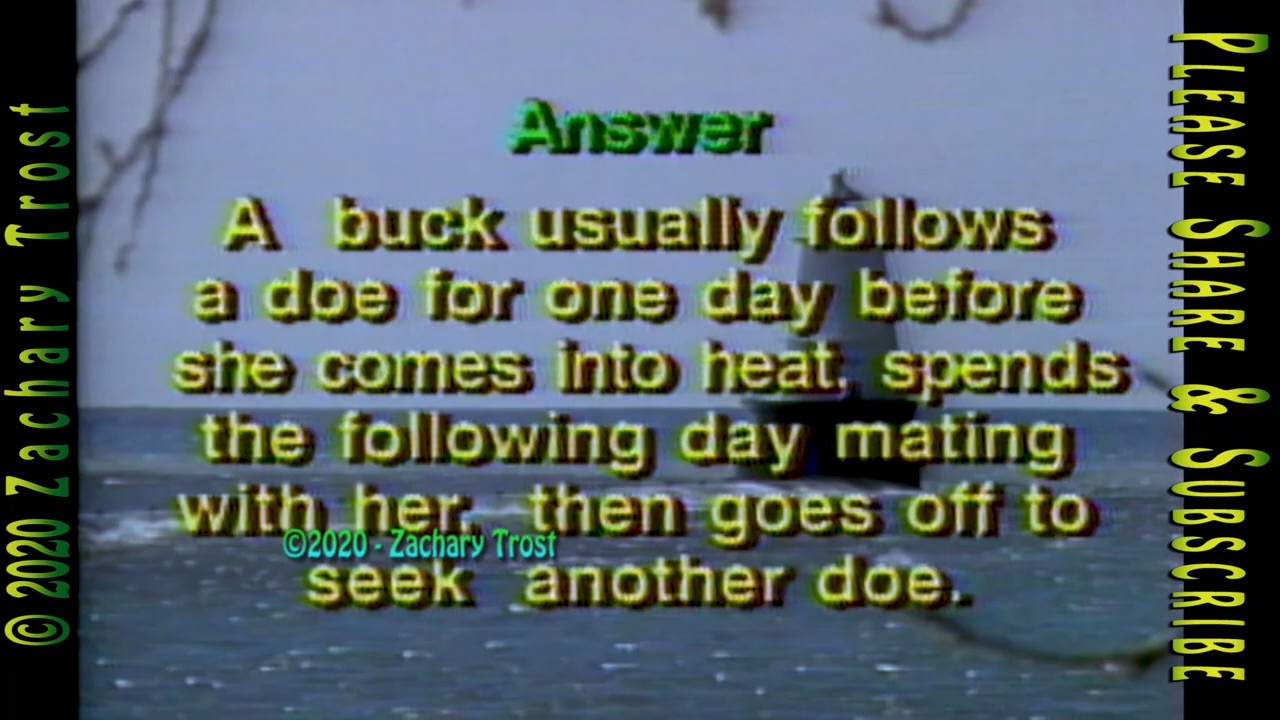 © 2020 Zachary Trost
Answer
A buck usually follows
a doe for one day before
she comes into heat, spends
the following day mating
with her, then goes off to
©2020 - Zachary Trost
seek another doe.
PLEASE SHARE & SUBSCRIBE